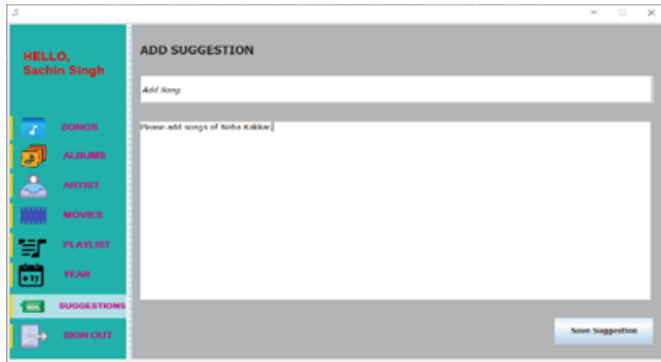 HELLO,
Sachin Singh
SONGS
ALBUMS
ARTIST
MOVIES
PLAYLIST
YEAR
SUGGESTIONS
SIGN OUT
ADD SUGGESTION
Add Song
Please add songs of Neha Kakkar.
Save Suggestion